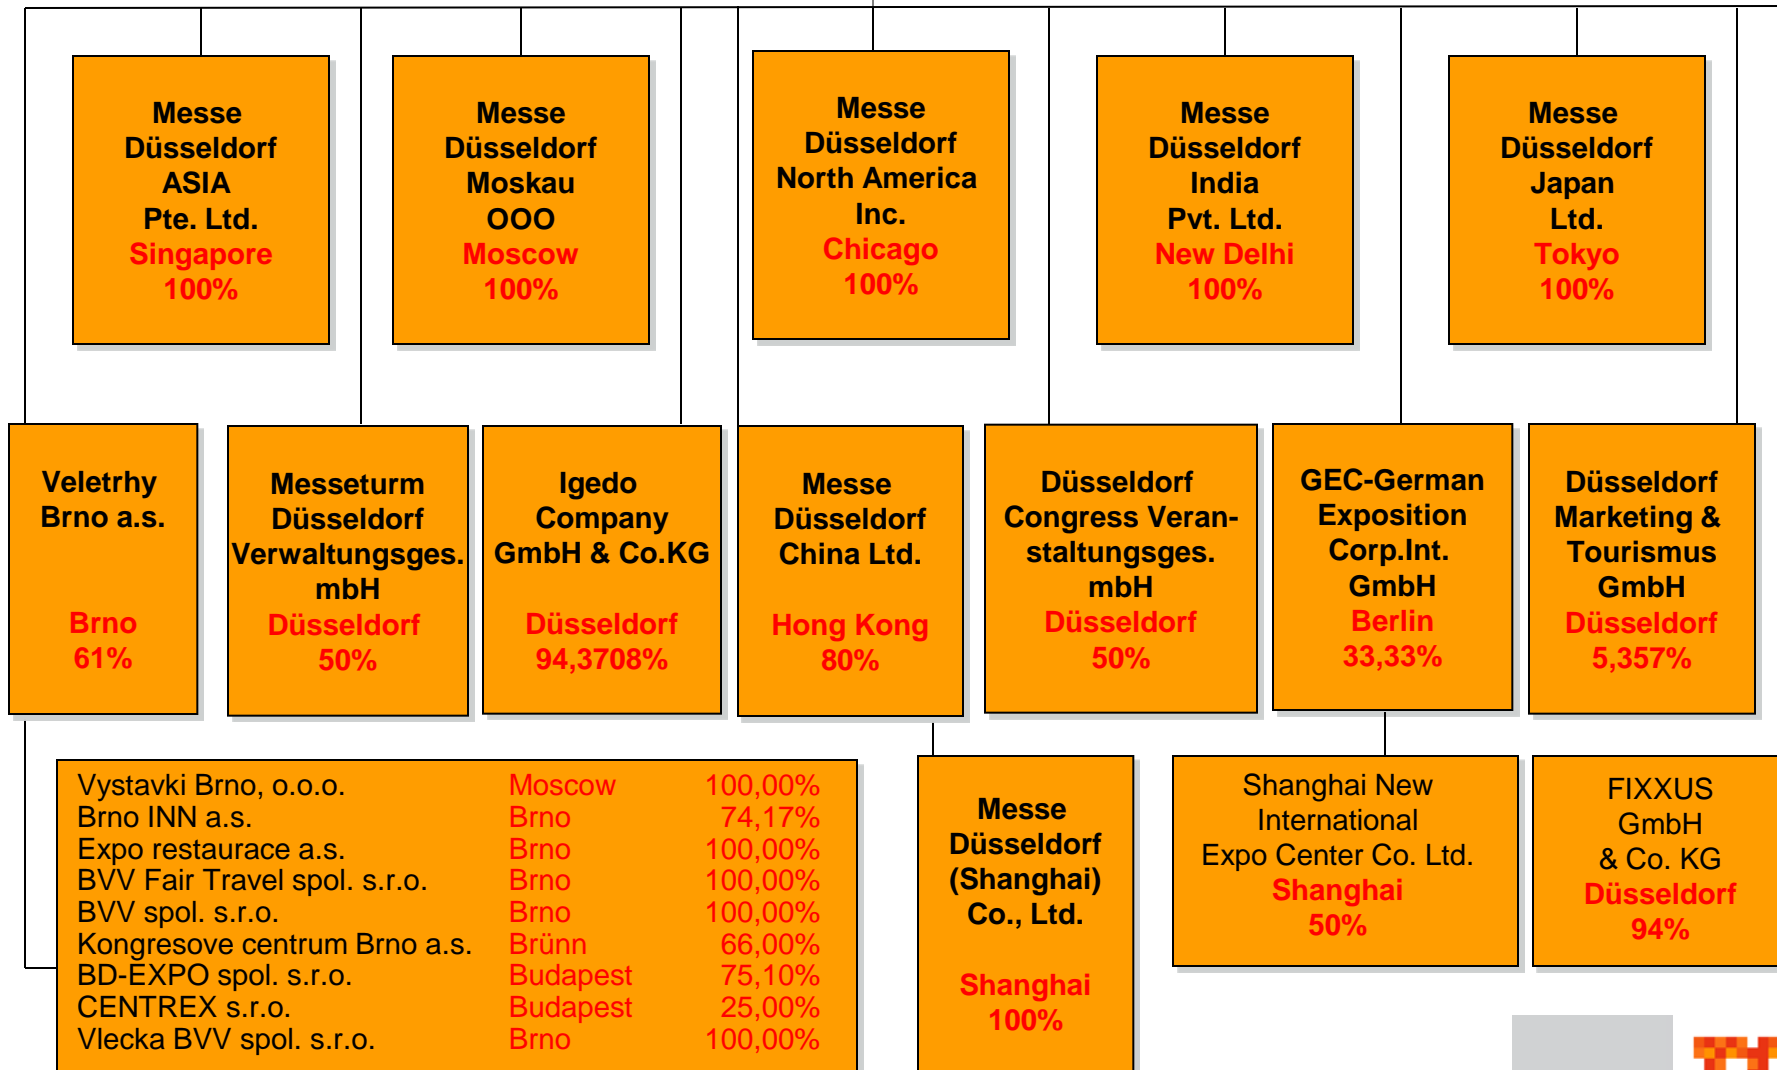 Messe
Düsseldorf
ASIA
Pte. Ltd.
Singapore
100%
Messe
Düsseldorf
Moskau
OOO
Moscow
100%
Messe
Düsseldorf
North America
Inc.
Chicago
100%
Messe
Düsseldorf
India
Pvt. Ltd.
New Delhi
100%
Messe
Düsseldorf
Japan
Ltd.
Tokyo
100%
Veletrhy
Brno a.s.
Brno
61%
Messeturm
Düsseldorf
Verwaltungsges.
mbH
Düsseldorf
50%
Igedo
Company
GmbH & Co.KG
Düsseldorf
94,3708%
Messe
Düsseldorf
China Ltd.
Hong Kong
80%
Düsseldorf
Congress Veran-
staltungsges.
mbH
Düsseldorf
50%
GEC-German
Exposition
Corp.Int.
GmbH
Berlin
33,33%
Düsseldorf
Marketing &
Tourismus
GmbH
Düsseldorf
5,357%
Vystavki Brno, o.o.o. Moscow 100,00%
Brno INN a.s. Brno 74,17%
Expo restaurace a.s. Brno 100,00%
BVV Fair Travel spol. s.r.o. Brno 100,00%
BVV spol. s.r.o. Brno 100,00%
Kongresove centrum Brno a.s. Brünn 66,00%
BD-EXPO spol. s.r.o. Budapest 75,10%
CENTREX s.r.o. Budapest 25,00%
Vlecka BVV spol. s.r.o. Brno 100,00%
Messe
Düsseldorf
(Shanghai)
Co., Ltd.
Shanghai
100%
Shanghai New
International
Expo Center Co. Ltd.
Shanghai
50%
FIXXUS
GmbH
& Co. KG
Düsseldorf
94%